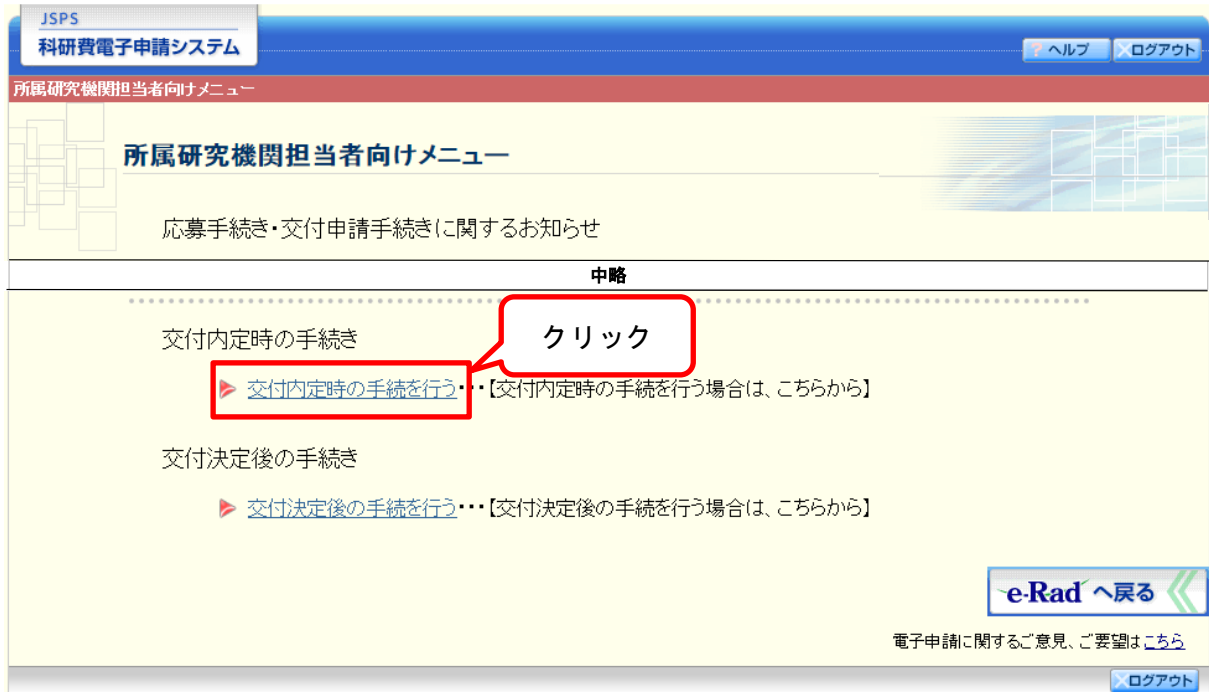 JSPS
科研費電子申請システム
? ヘルプ
×ログアウト
所属研究機関担当者向けメニュー
所属研究機関担当者向けメニュー
応募手続き・交付申請手続きに関するお知らせ
中略
クリック
交付内定時の手続き
交付内定時の手続を行う・・・【交付内定時の手続を行う場合は、こちらから】
交付決定後の手続き
交付決定後の手続を行う・・・【交付決定後の手続を行う場合は、こちらから】
e-Rad へ戻る
電子申請に関するご意見、ご要望はこちら
×ログアウト